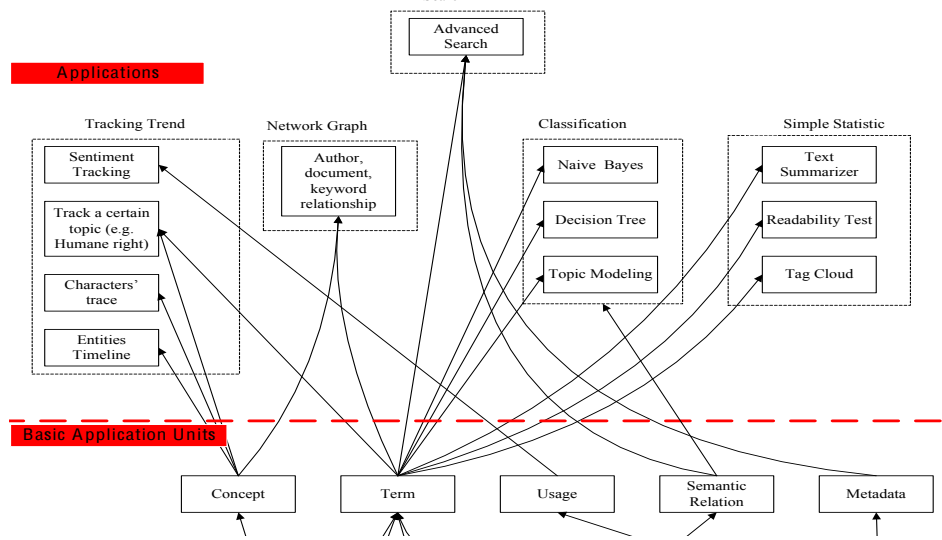 Advanced
Search
Applications
Tracking Trend
Network Graph
Classification
Simple Statistic
Sentiment
Tracking
Author,
document,
keyword
relationship
Naive Bayes
Text
Summarizer
Track a certain
topic (e.g.
Humane right)
Decision Tree
Readability Test
Characters’
trace
Topic Modeling
Tag Cloud
Entities
Timeline
Basic Application Units
Concept
Term
Usage
Semantic
Relation
Metadata